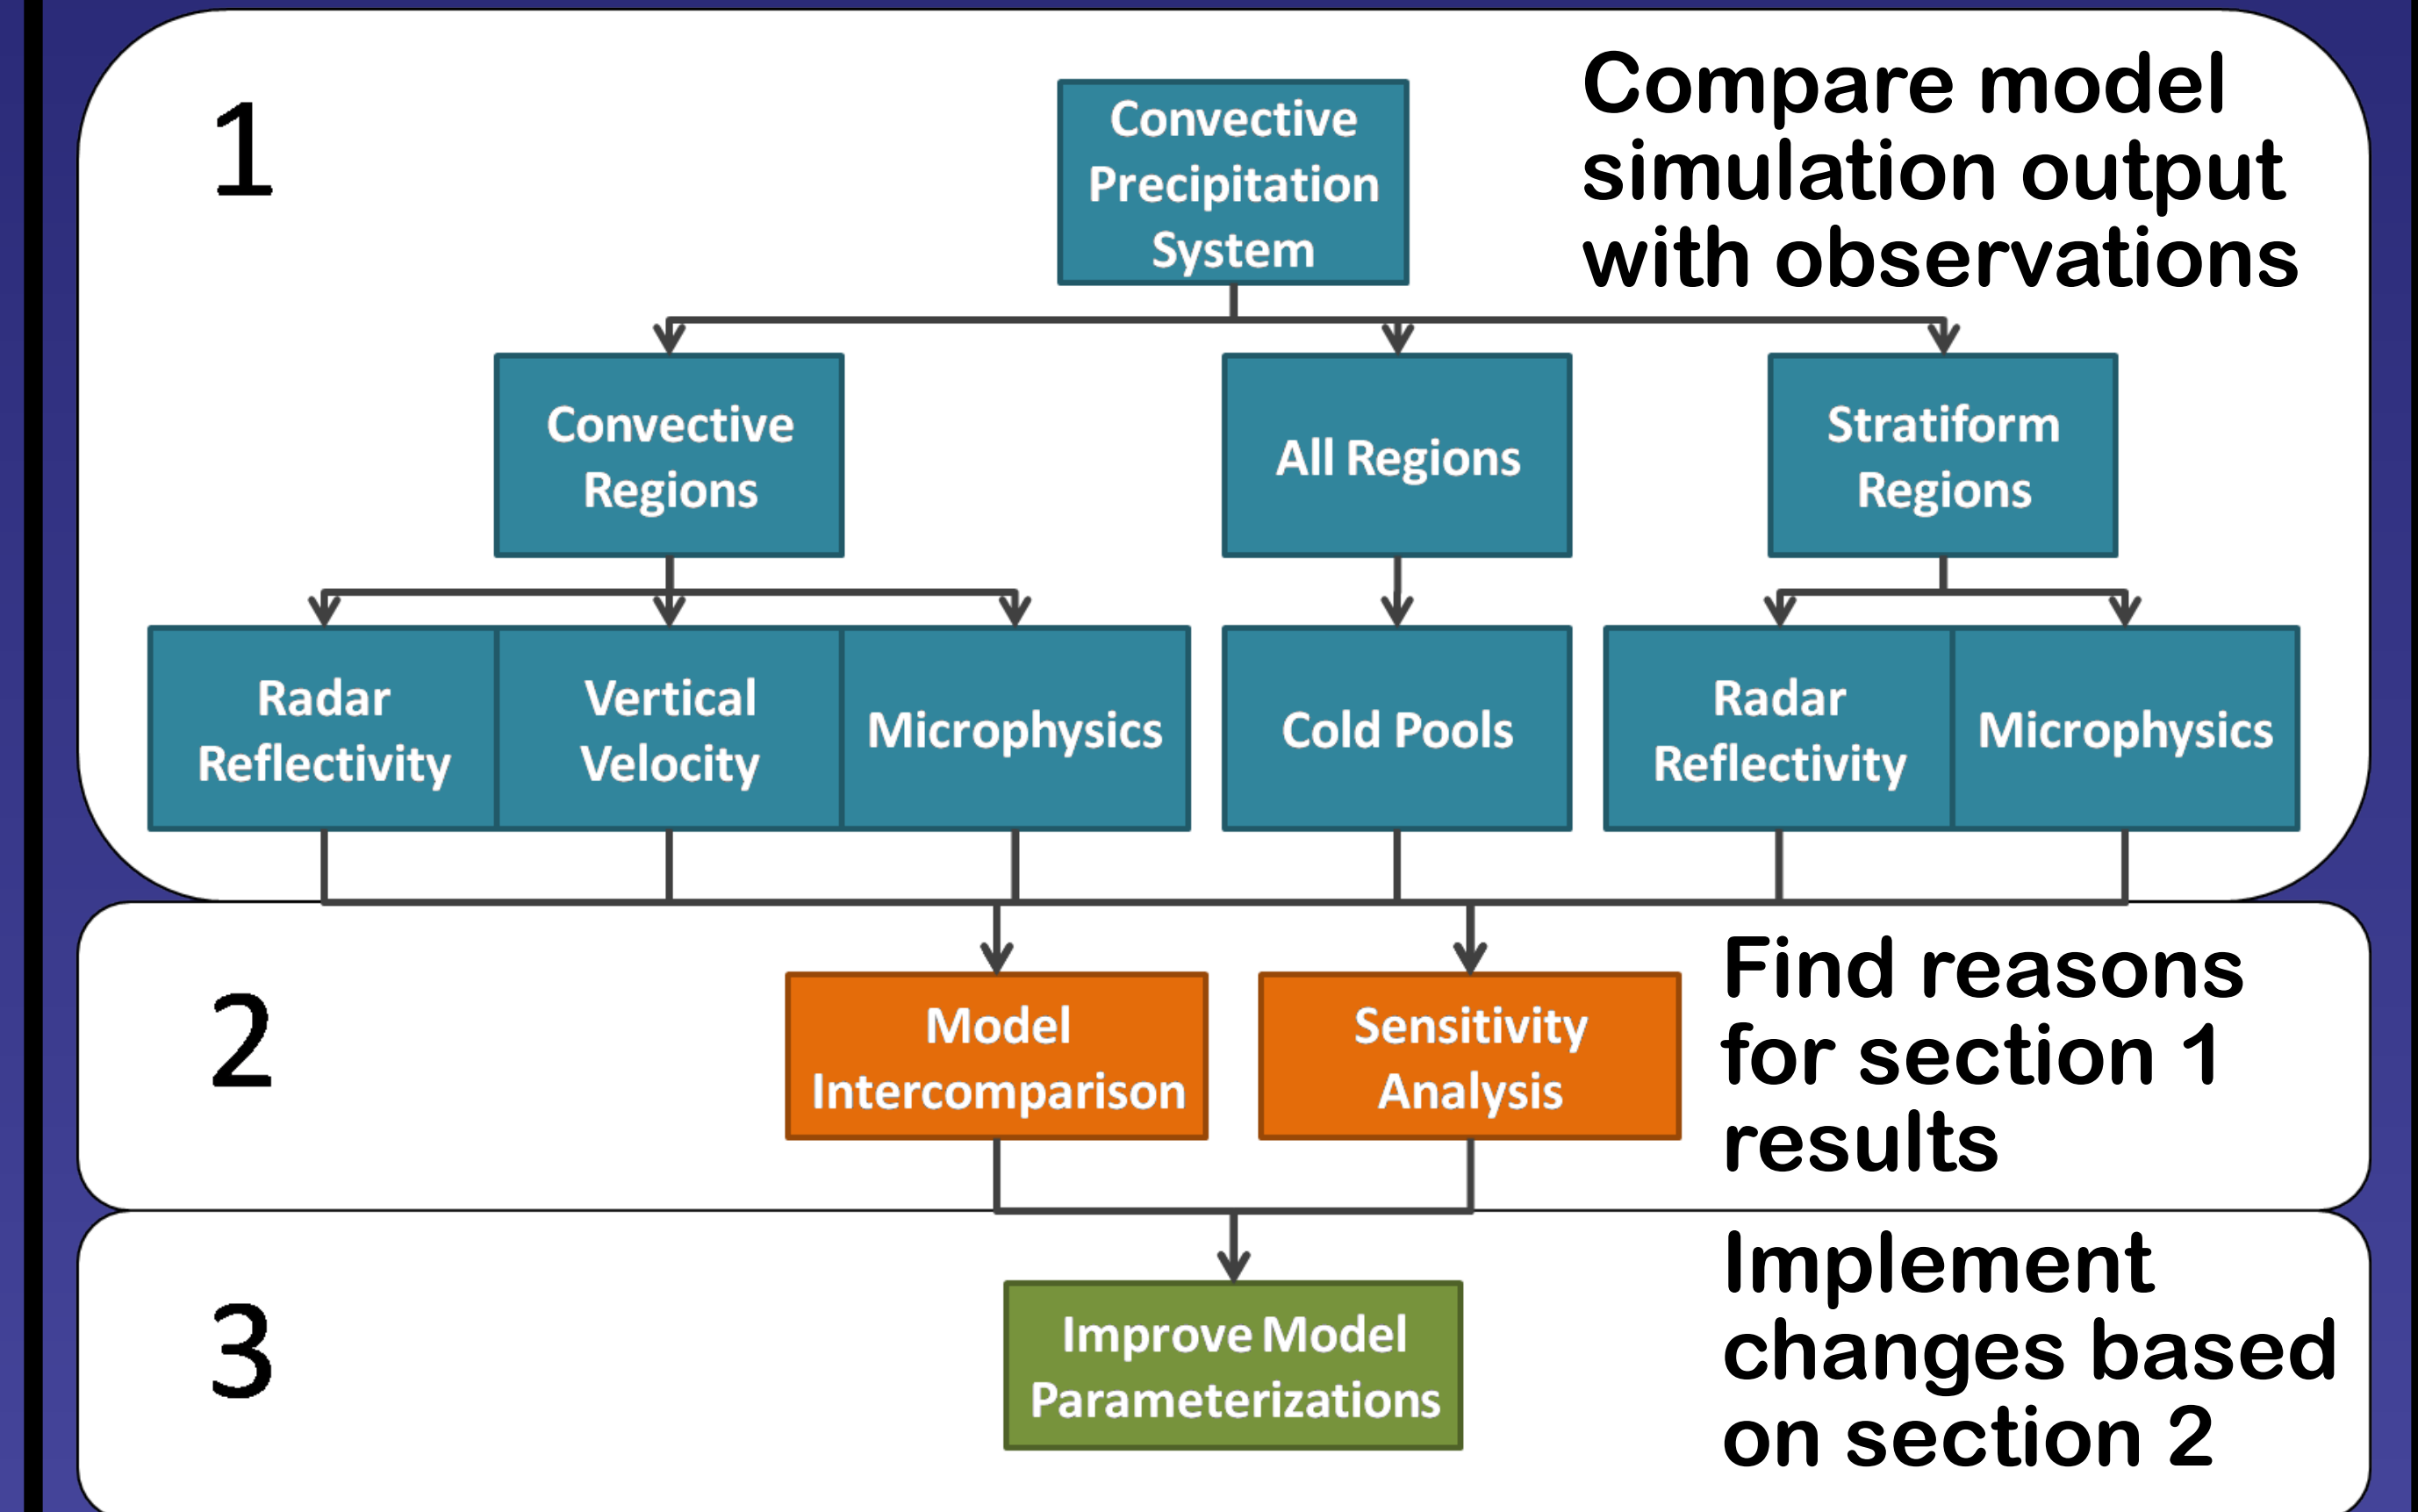 1
Compare model
simulation output
with observations
Convective
Precipitation
System
Convective
Regions
All Regions
Stratiform
Regions
Radar
Reflectivity
Vertical
Velocity
Microphysics
Cold Pools
Radar
Reflectivity
Microphysics
2
Model
Intercomparison
Sensitivity
Analysis
Find reasons
for section 1
results
3
Improve Model
Parameterizations
Implement
changes based
on section 2